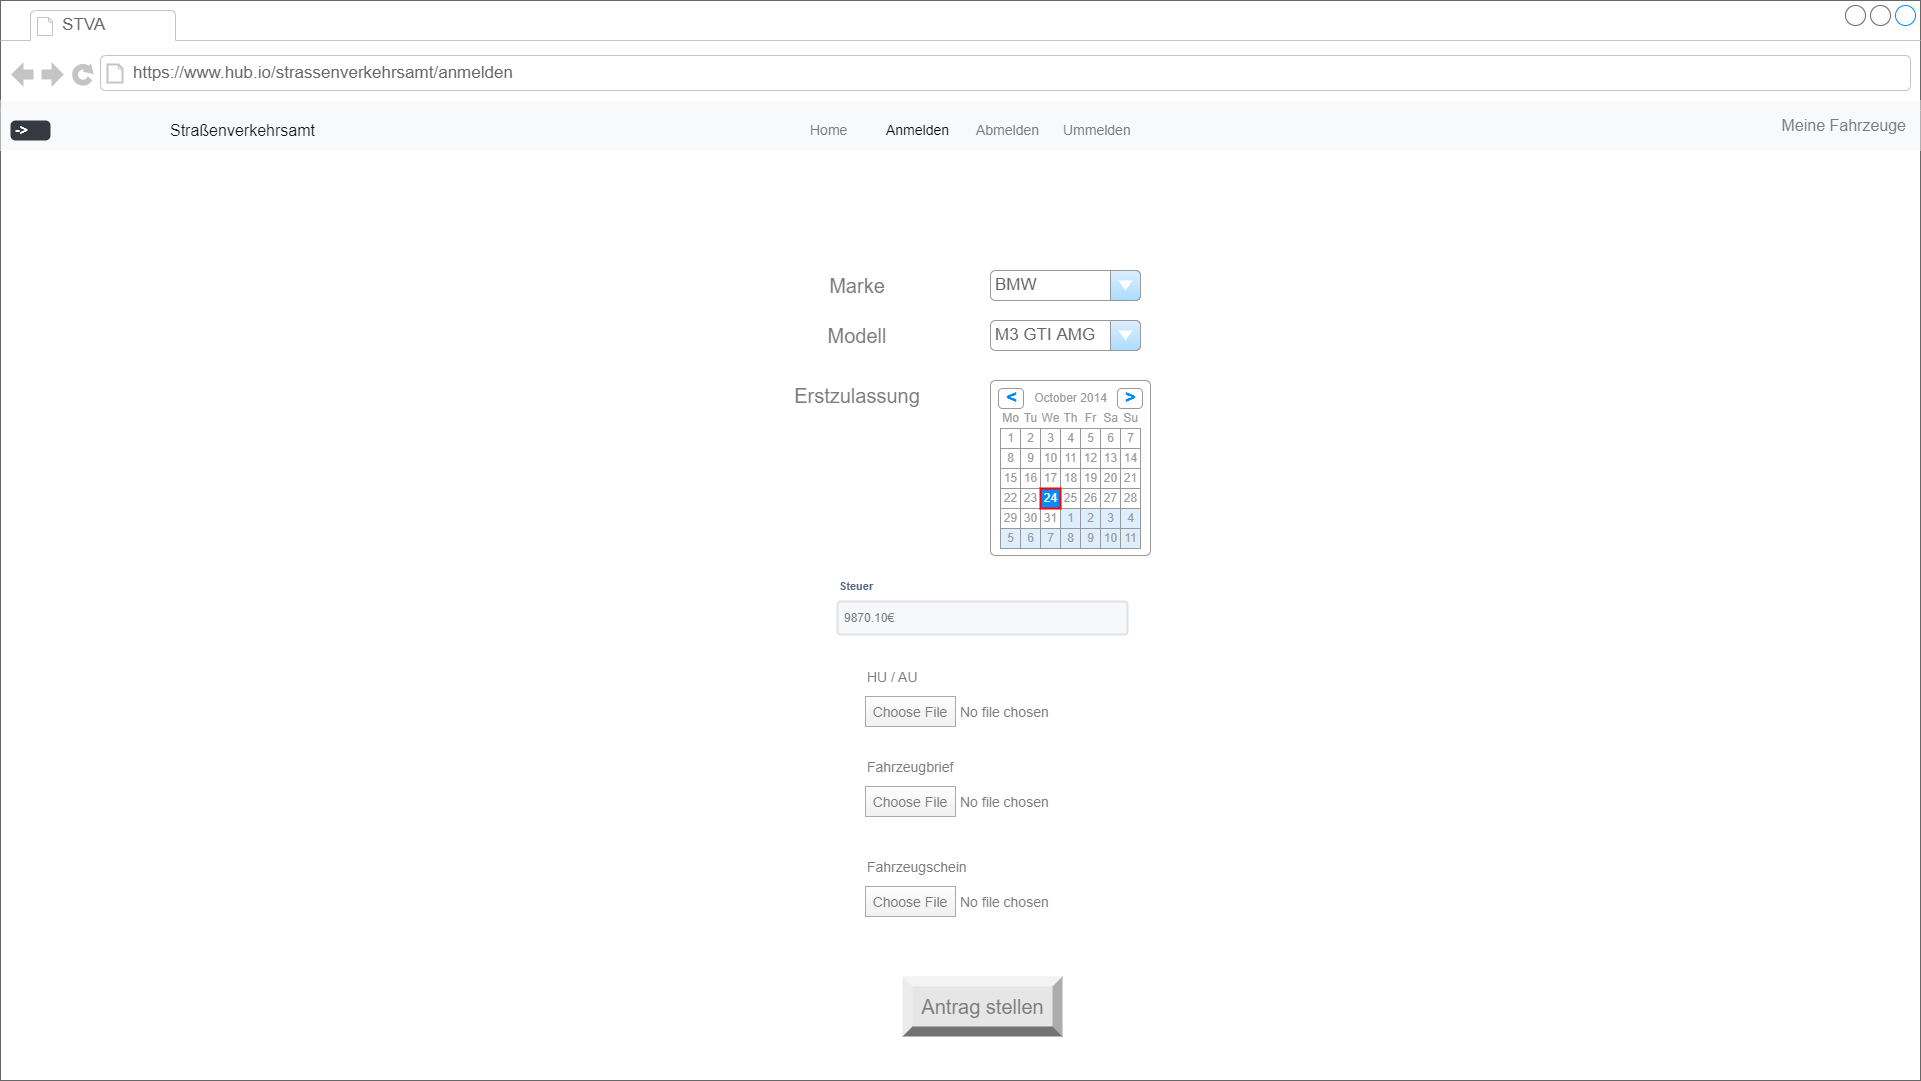 STVA
https://www.hub.io/strassenverkehrsamt/anmelden
-> Straßenverkehrsamt Home Anmelden Abmelden Ummelden Meine Fahrzeuge
Marke BMW
Modell M3 GTI AMG
Erstzulassung < October 2014 >
Mo Tu We Th Fr Sa Su
1 2 3 4 5 6 7
8 9 10 11 12 13 14
15 16 17 18 19 20 21
22 23 24 25 26 27 28
29 30 31 1 2 3 4
5 6 7 8 9 10 11
Steuer
9870.10€
HU / AU
Choose File No file chosen
Fahrzeugbrief
Choose File No file chosen
Fahrzeugschein
Choose File No file chosen
Antrag stellen